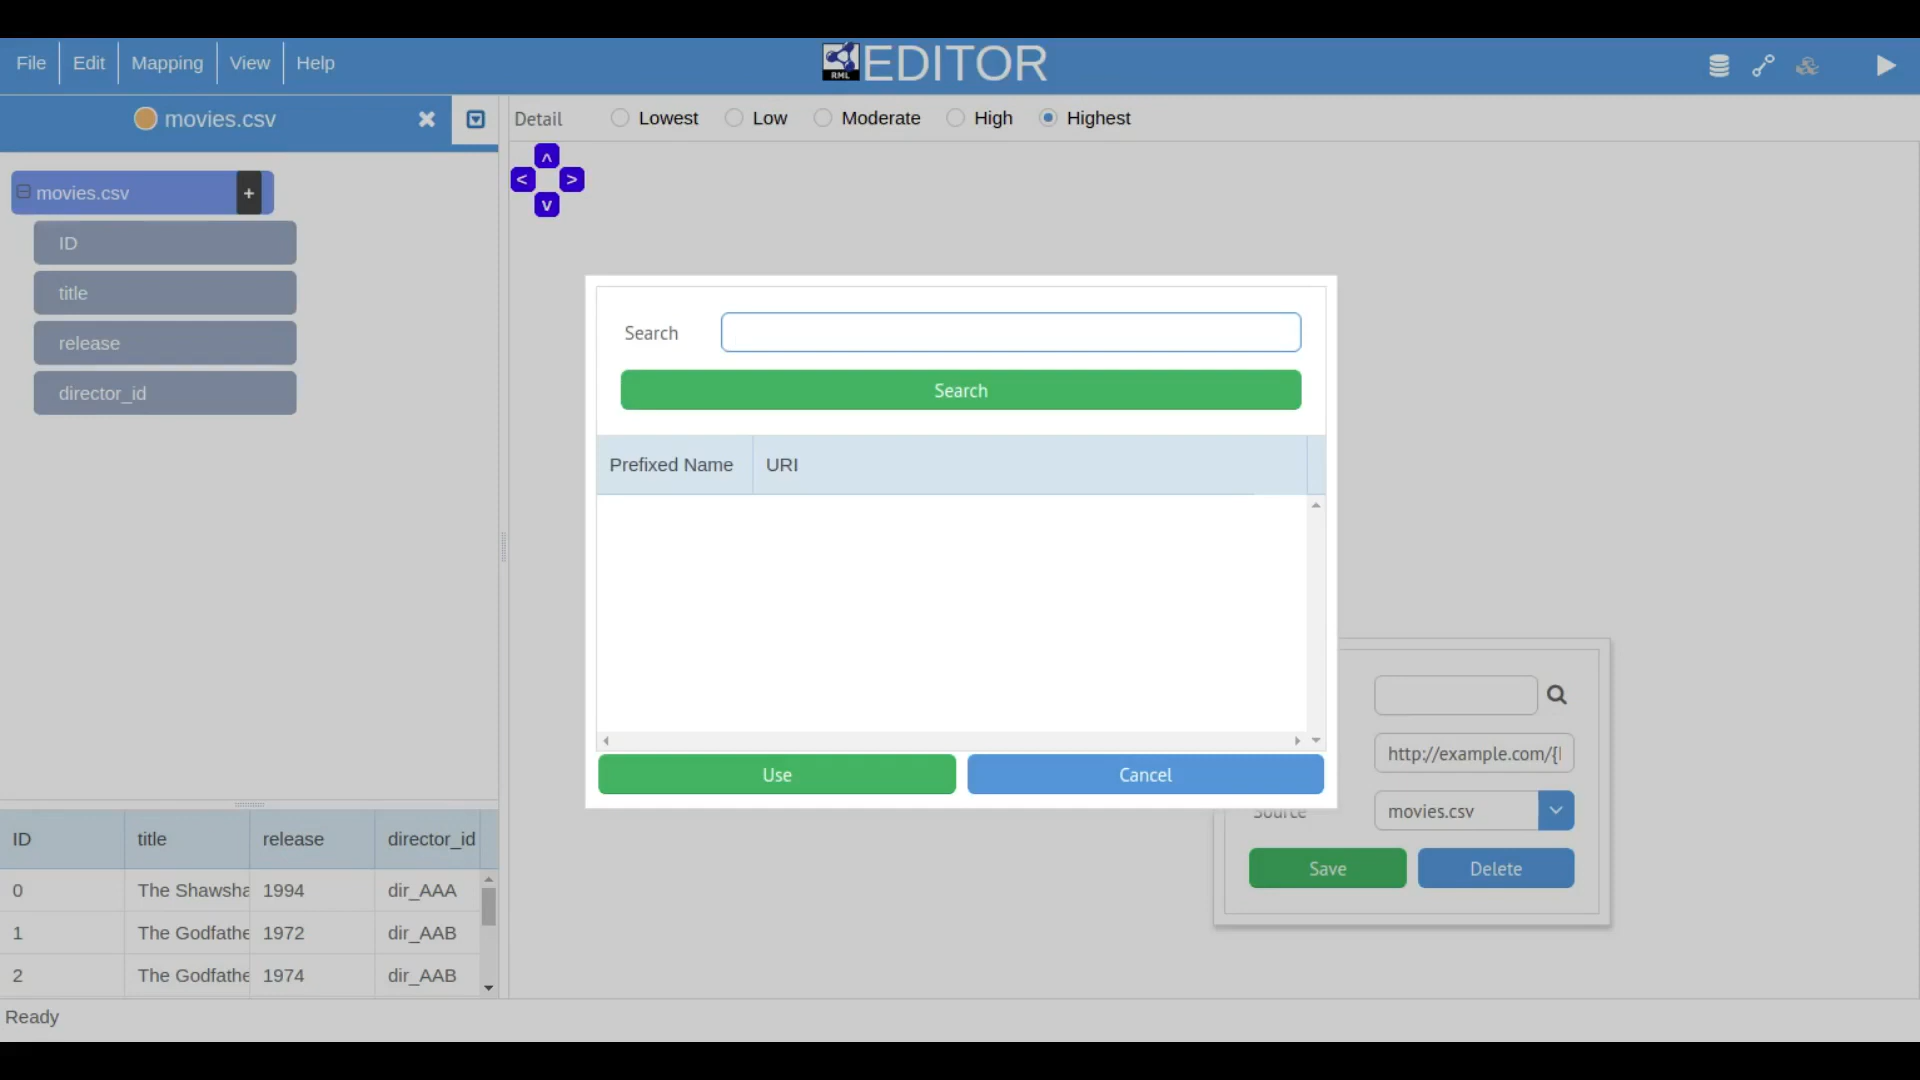 File Edit Mapping View Help
RML EDITOR
movies.csv
Detail Lowest Low Moderate High Highest
movies.csv +
ID
title
release
director_id
^
< >
v
Search
Search
Prefixed Name URI
Use Cancel
http://example.com/{I
Source movies.csv
Save Delete
ID title release director_id
0 The Shawsha 1994 dir_AAA
1 The Godfathe 1972 dir_AAB
2 The Godfathe 1974 dir_AAB
Ready